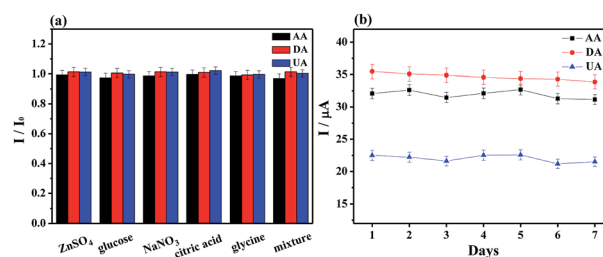 (a)
AA
DA
UA
I / I₀
1.2
1.0
0.8
0.6
0.4
0.2
0.0
ZnSO₄
glucose
NaNO₃
citric acid
glycine
mixture
(b)
AA
DA
UA
I / μA
40
35
30
25
20
15
1 2 3 4 5 6 7
Days